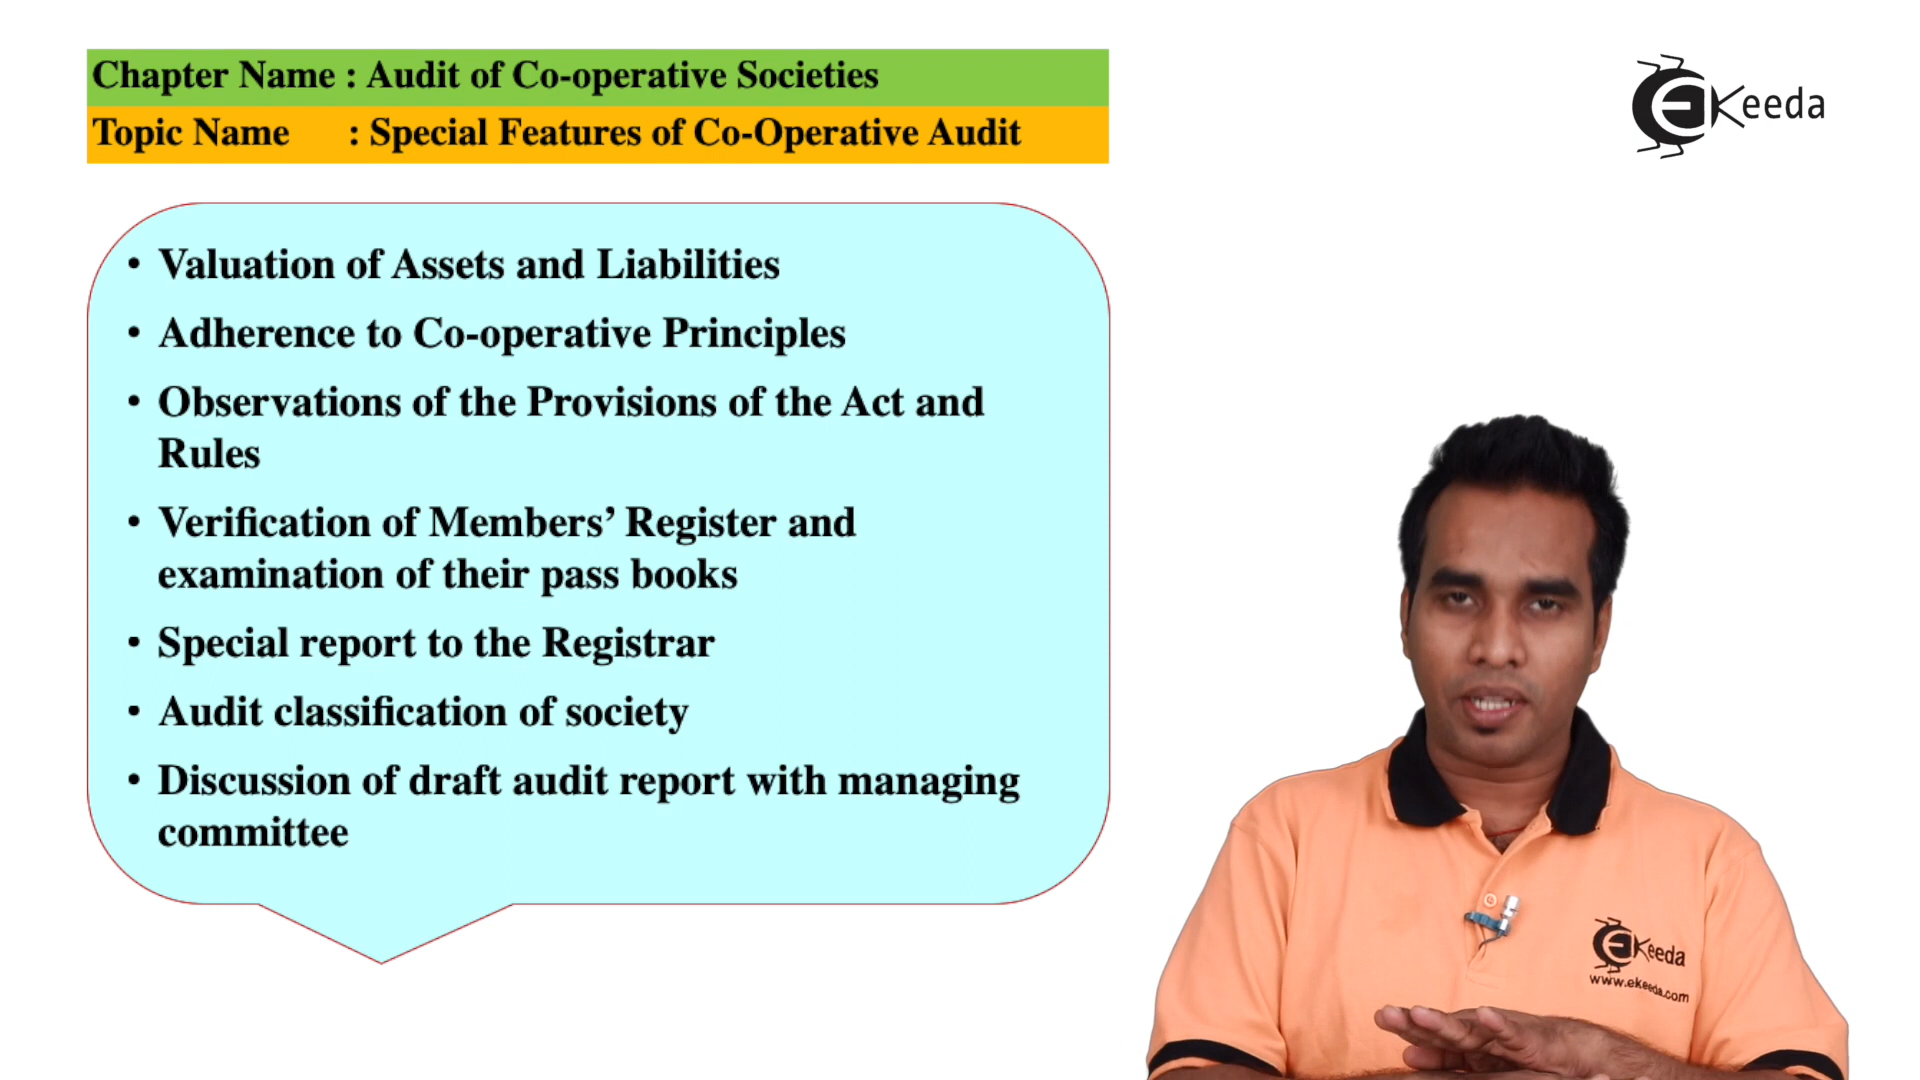 Chapter Name : Audit of Co-operative Societies
Topic Name : Special Features of Co-Operative Audit
EKeeda
• Valuation of Assets and Liabilities
• Adherence to Co-operative Principles
• Observations of the Provisions of the Act and
Rules
• Verification of Members’ Register and
examination of their pass books
• Special report to the Registrar
• Audit classification of society
• Discussion of draft audit report with managing
committee
EKeeda
www.ekeeda.com